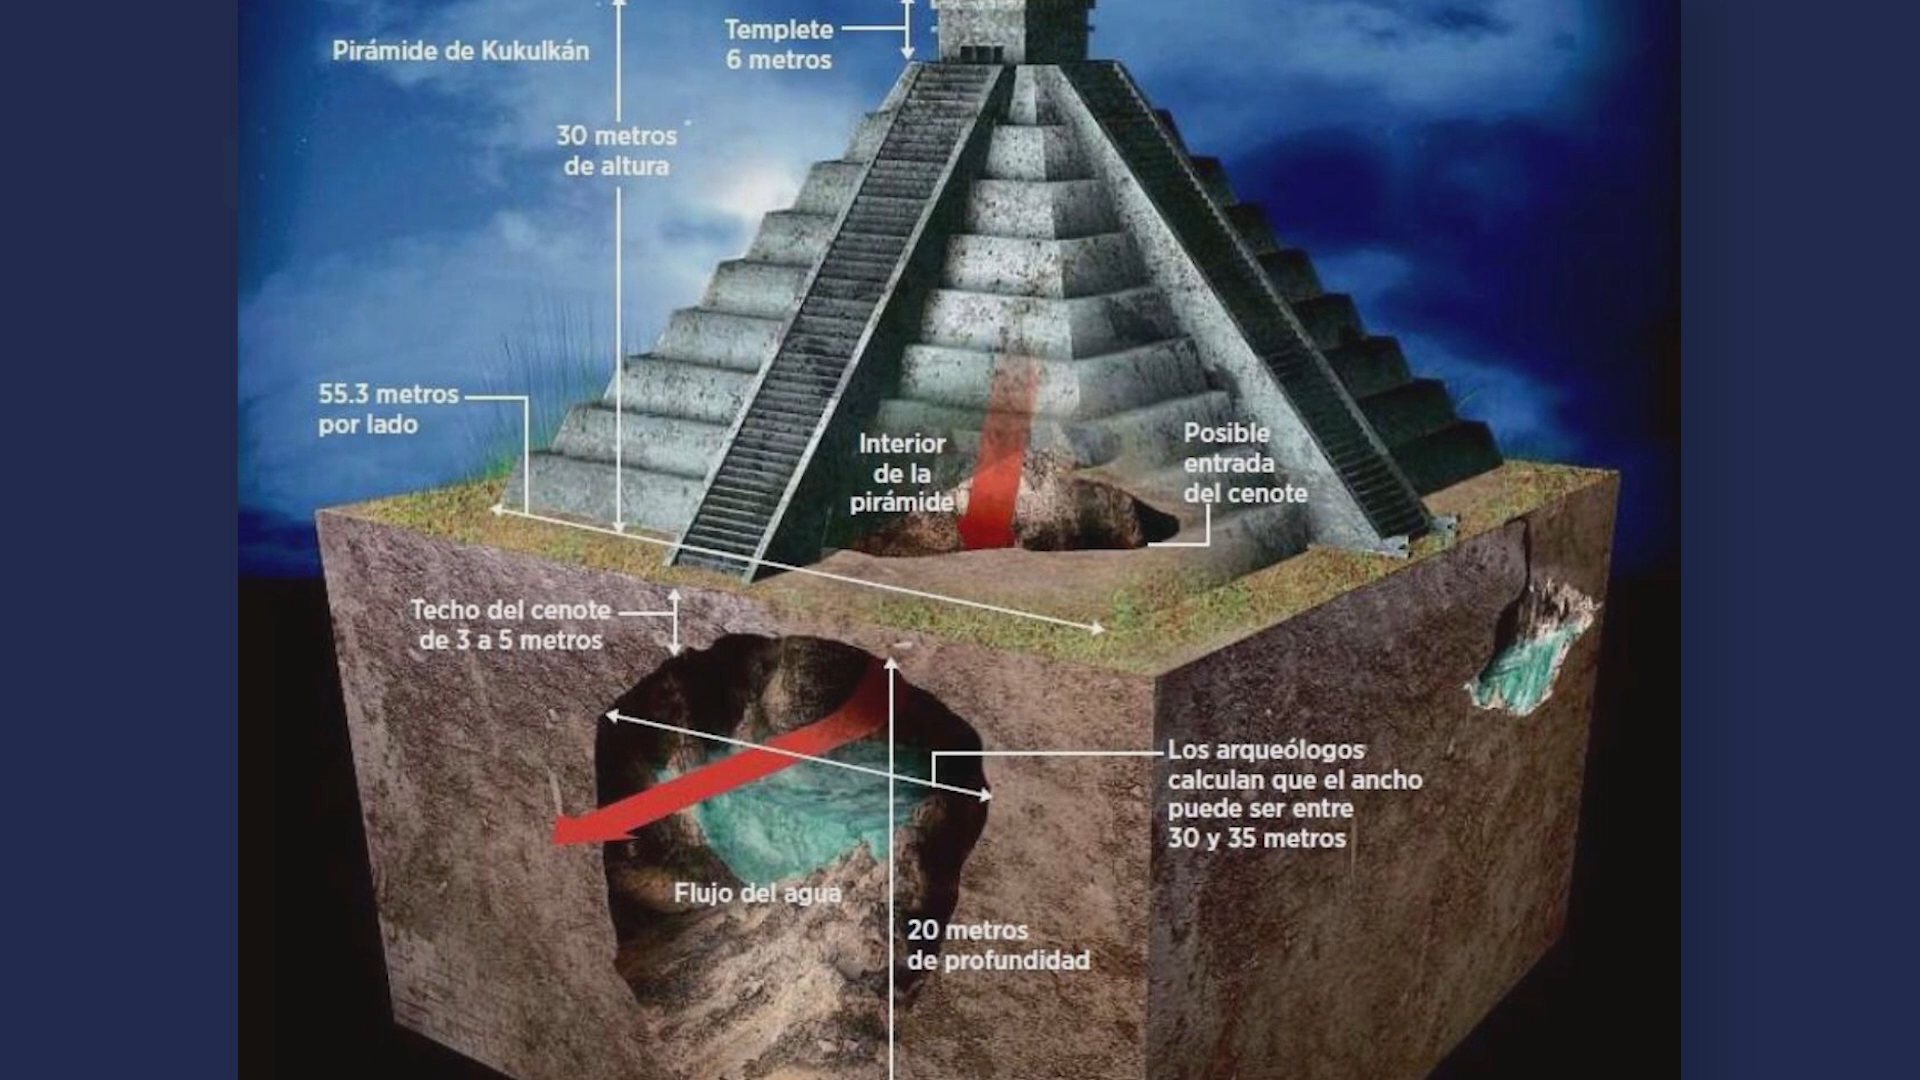 Pirámide de Kukulkán
Templete
6 metros
30 metros
de altura
55.3 metros
por lado
Interior
de la
pirámide
Posible
entrada
del cenote
Techo del cenote
de 3 a 5 metros
Los arqueólogos
calculan que el ancho
puede ser entre
30 y 35 metros
Flujo del agua
20 metros
de profundidad